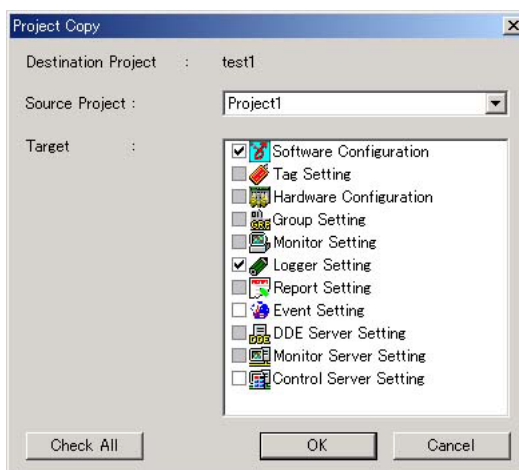 Project Copy
Destination Project : test1
Source Project : Project1
Target :
Software Configuration
Tag Setting
Hardware Configuration
Group Setting
Monitor Setting
Logger Setting
Report Setting
Event Setting
DDE Server Setting
Monitor Server Setting
Control Server Setting
Check All OK Cancel